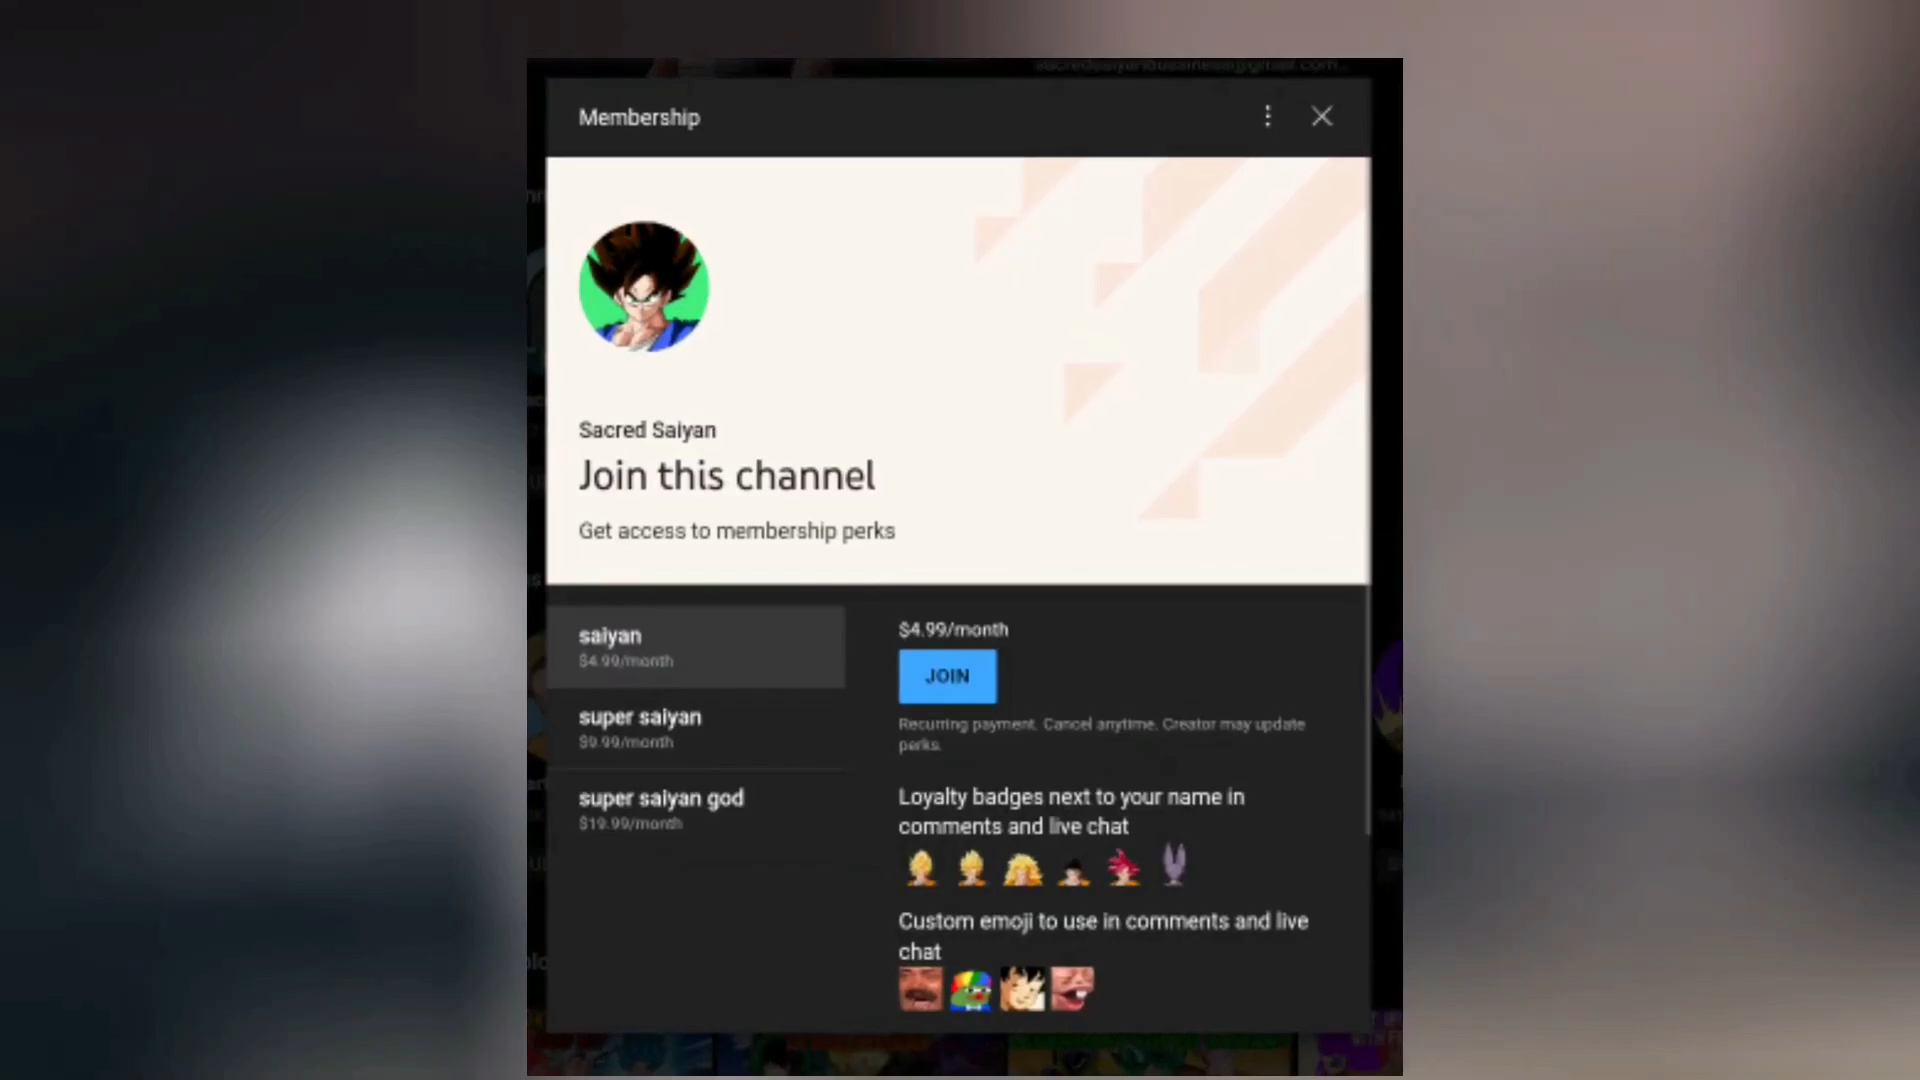 Membership
Sacred Saiyan
Join this channel
Get access to membership perks
saiyan
$4.99/month
super saiyan
$9.99/month
super saiyan god
$19.99/month
$4.99/month
JOIN
Recurring payment. Cancel anytime. Creator may update
perks.
Loyalty badges next to your name in
comments and live chat
Custom emoji to use in comments and live
chat